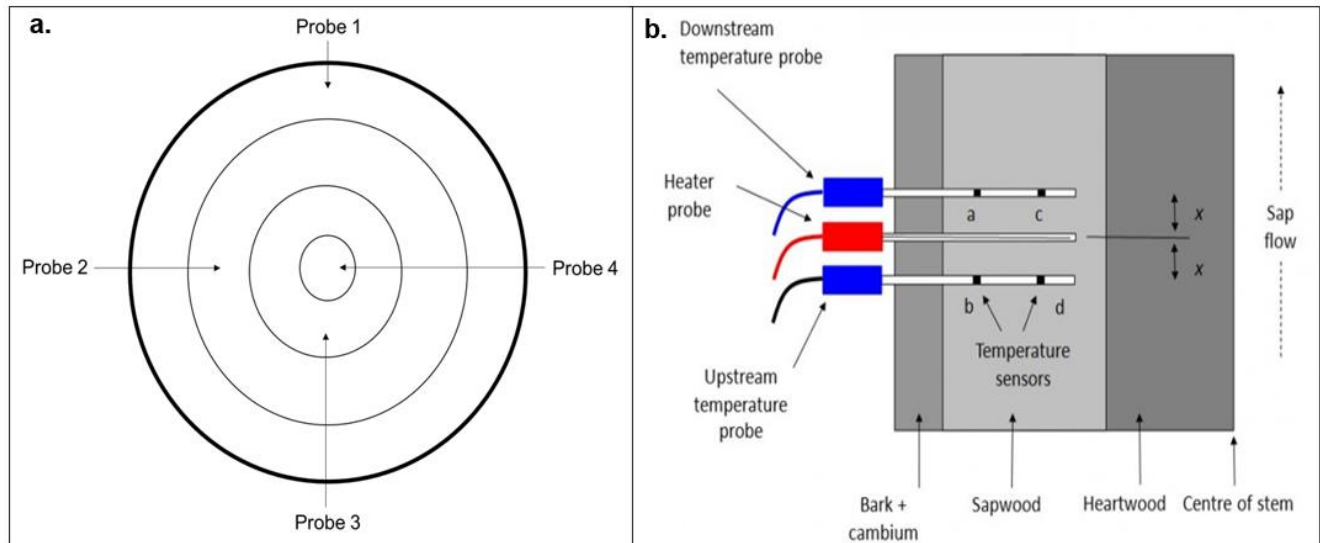 a.
Probe 1
Probe 2
Probe 4
Probe 3
b.
Downstream
temperature probe
Heater
probe
a
c
x
x
Sap
flow
b
d
Temperature
sensors
Upstream
temperature
probe
Bark +
cambium
Sapwood
Heartwood
Centre of stem